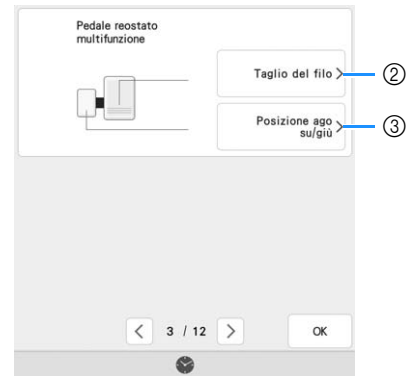 Pedale reostato
multifunzione
Taglio del filo >
②
Posizione ago
su/giù >
③
< 3 / 12 >
OK